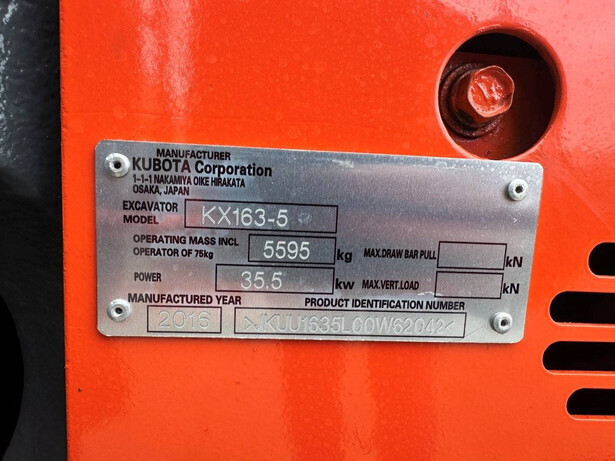 MANUFACTURER
KUBOTA Corporation
1-1-1 NAKAMIYA OIKE HIRAKATA
OSAKA, JAPAN
EXCAVATOR MODEL KX163-5
OPERATING MASS INCL OPERATOR OF 75kg 5595 kg MAX.DRAW BAR PULL kN
POWER 35.5 kw MAX.VERT.LOAD kN
MANUFACTURED YEAR PRODUCT IDENTIFICATION NUMBER
2016 >KUU1635L00W62042<